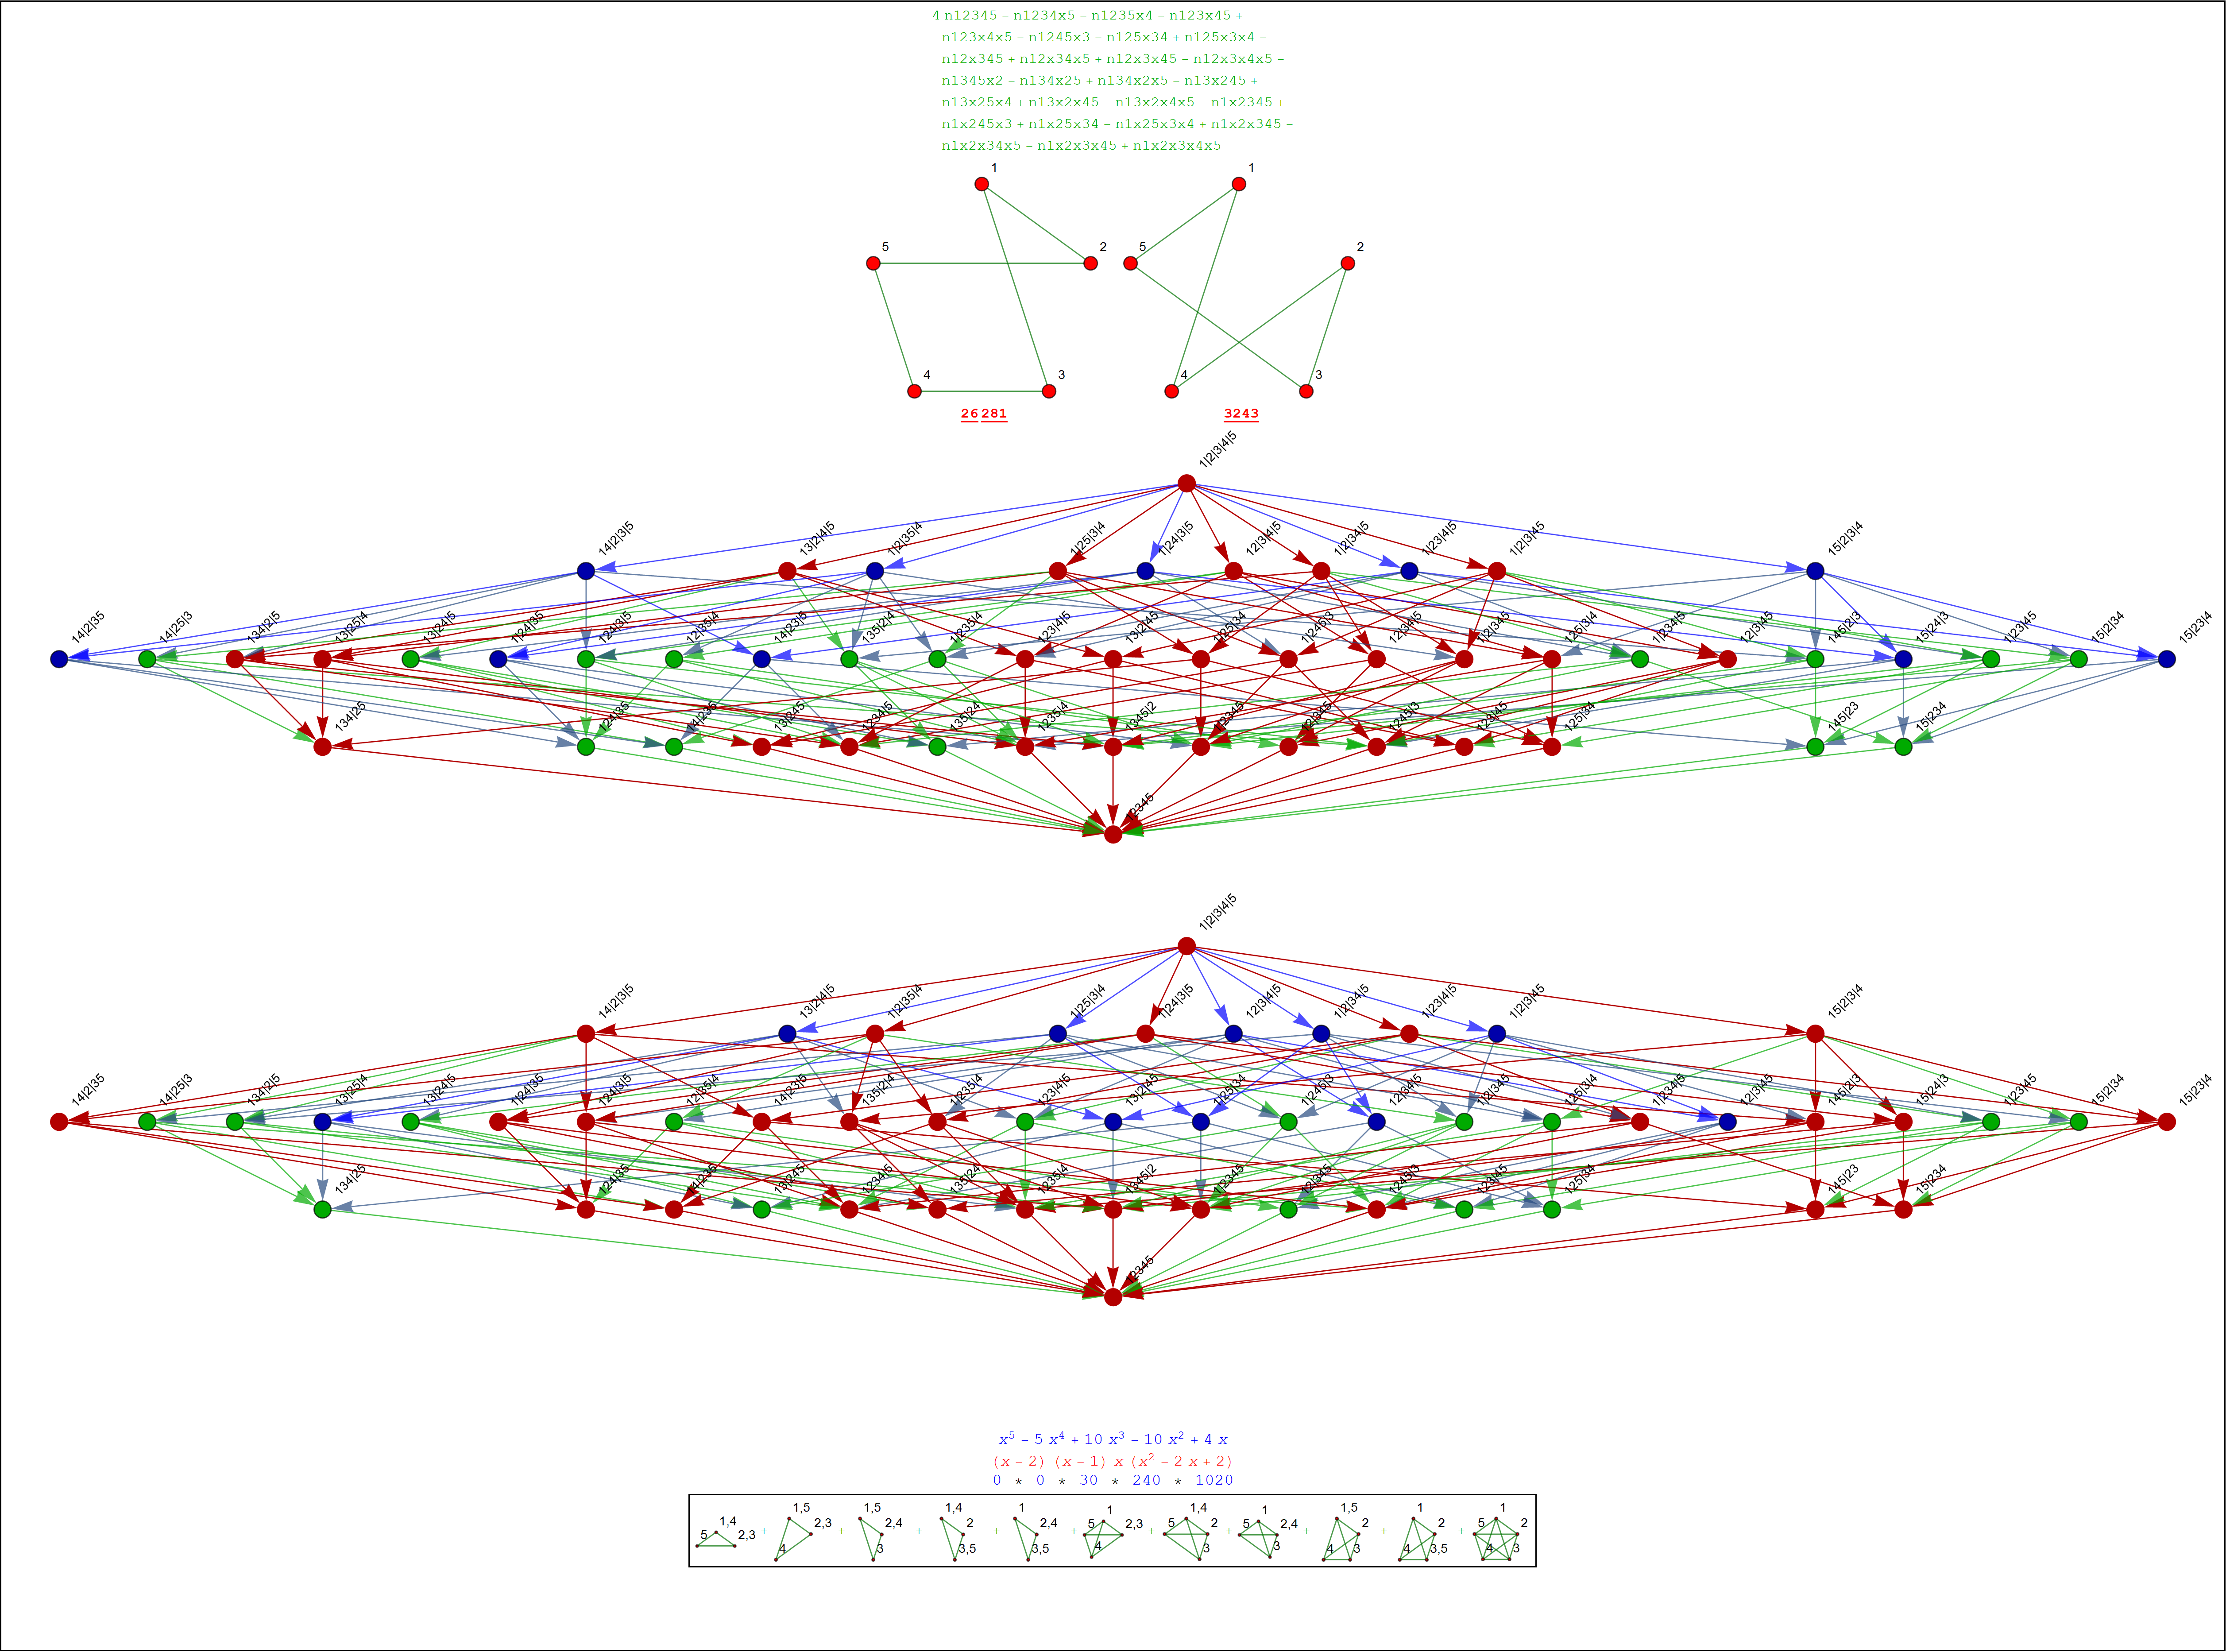 4 n12345 – n1234x5 – n1235x4 – n123x45 +
n123x4x5 – n1245x3 – n125x34 + n125x3x4 –
n12x345 + n12x34x5 + n12x3x45 – n12x3x4x5 –
n1345x2 – n134x25 + n134x2x5 – n13x245 +
n13x25x4 + n13x2x45 – n13x2x4x5 – n1x2345 +
n1x245x3 + n1x25x34 – n1x25x3x4 + n1x2x345 –
n1x2x34x5 – n1x2x3x45 + n1x2x3x4x5
1 1
5 2 5 2
4 3 4 3
26 281 3243
1|2|3|4|5
14|2|3|5 13|2|4|5 1|2|35|4 1|25|3|4 1|24|3|5 12|3|4|5 1|2|34|5 1|23|4|5 1|2|3|45 15|2|3|4
14|2|35 14|25|3 134|2|5 13|25|4 13|24|5 1|24|35 124|3|5 12|35|4 14|23|5 135|2|4 1|235|4 123|4|5 13|2|45 1|25|34 1|245|3 12|34|5 1|2|345 125|3|4 1|234|5 12|3|45 145|2|3 15|24|3 1|23|45 15|2|34 15|23|4
134|25 124|35 14|235 13|245 1234|5 135|24 1235|4 1345|2 1|2345 12|345 1245|3 123|45 125|34 145|23 15|234
12345
1|2|3|4|5
14|2|3|5 13|2|4|5 1|2|35|4 1|25|3|4 1|24|3|5 12|3|4|5 1|2|34|5 1|23|4|5 1|2|3|45 15|2|3|4
14|2|35 14|25|3 134|2|5 13|25|4 13|24|5 1|24|35 124|3|5 12|35|4 14|23|5 135|2|4 1|235|4 123|4|5 13|2|45 1|25|34 1|245|3 12|34|5 1|2|345 125|3|4 1|234|5 12|3|45 145|2|3 15|24|3 1|23|45 15|2|34 15|23|4
134|25 124|35 14|235 13|245 1234|5 135|24 1235|4 1345|2 1|2345 12|345 1245|3 123|45 125|34 145|23 15|234
12345
x⁵ – 5 x⁴ + 10 x³ – 10 x² + 4 x
(x – 2) (x – 1) x (x² – 2 x + 2)
0 * 0 * 30 * 240 * 1020
1,4 5 2,3 + 1,5 2,3 4 + 1,5 2,4 3 + 1,4 2 3,5 + 1 2,4 3,5 + 1 5 2,3 4 + 1,4 5 2 3 + 1 5 2,4 3 + 1,5 2 4 3 + 1 2 4 3,5 + 1 5 2 4 3